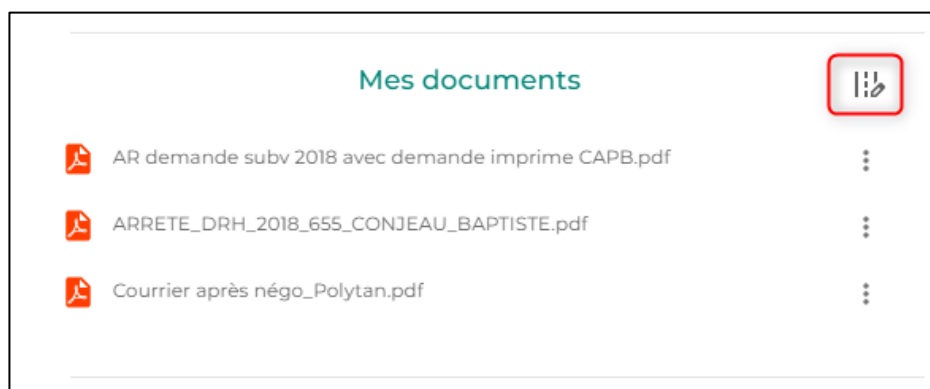 Mes documents
AR demande subv 2018 avec demande imprime CAPB.pdf
ARRETE_DRH_2018_655_CONJEAU_BAPTISTE.pdf
Courrier après négo_Polytan.pdf